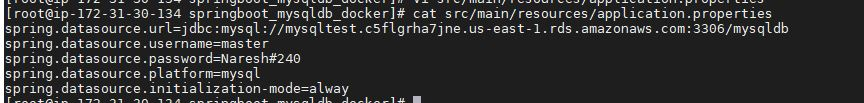 [root@ip-172-31-30-134 springboot_mysqldb_docker]# vi src/main/resources/application.properties
[root@ip-172-31-30-134 springboot_mysqldb_docker]# cat src/main/resources/application.properties
spring.datasource.url=jdbc:mysql://mysqltest.c5flgrha7jne.us-east-1.rds.amazonaws.com:3306/mysqldb
spring.datasource.username=master
spring.datasource.password=Naresh#240
spring.datasource.platform=mysql
spring.datasource.initialization-mode=alway
[root@ip-172-31-30-134 springboot_mysqldb_docker]#